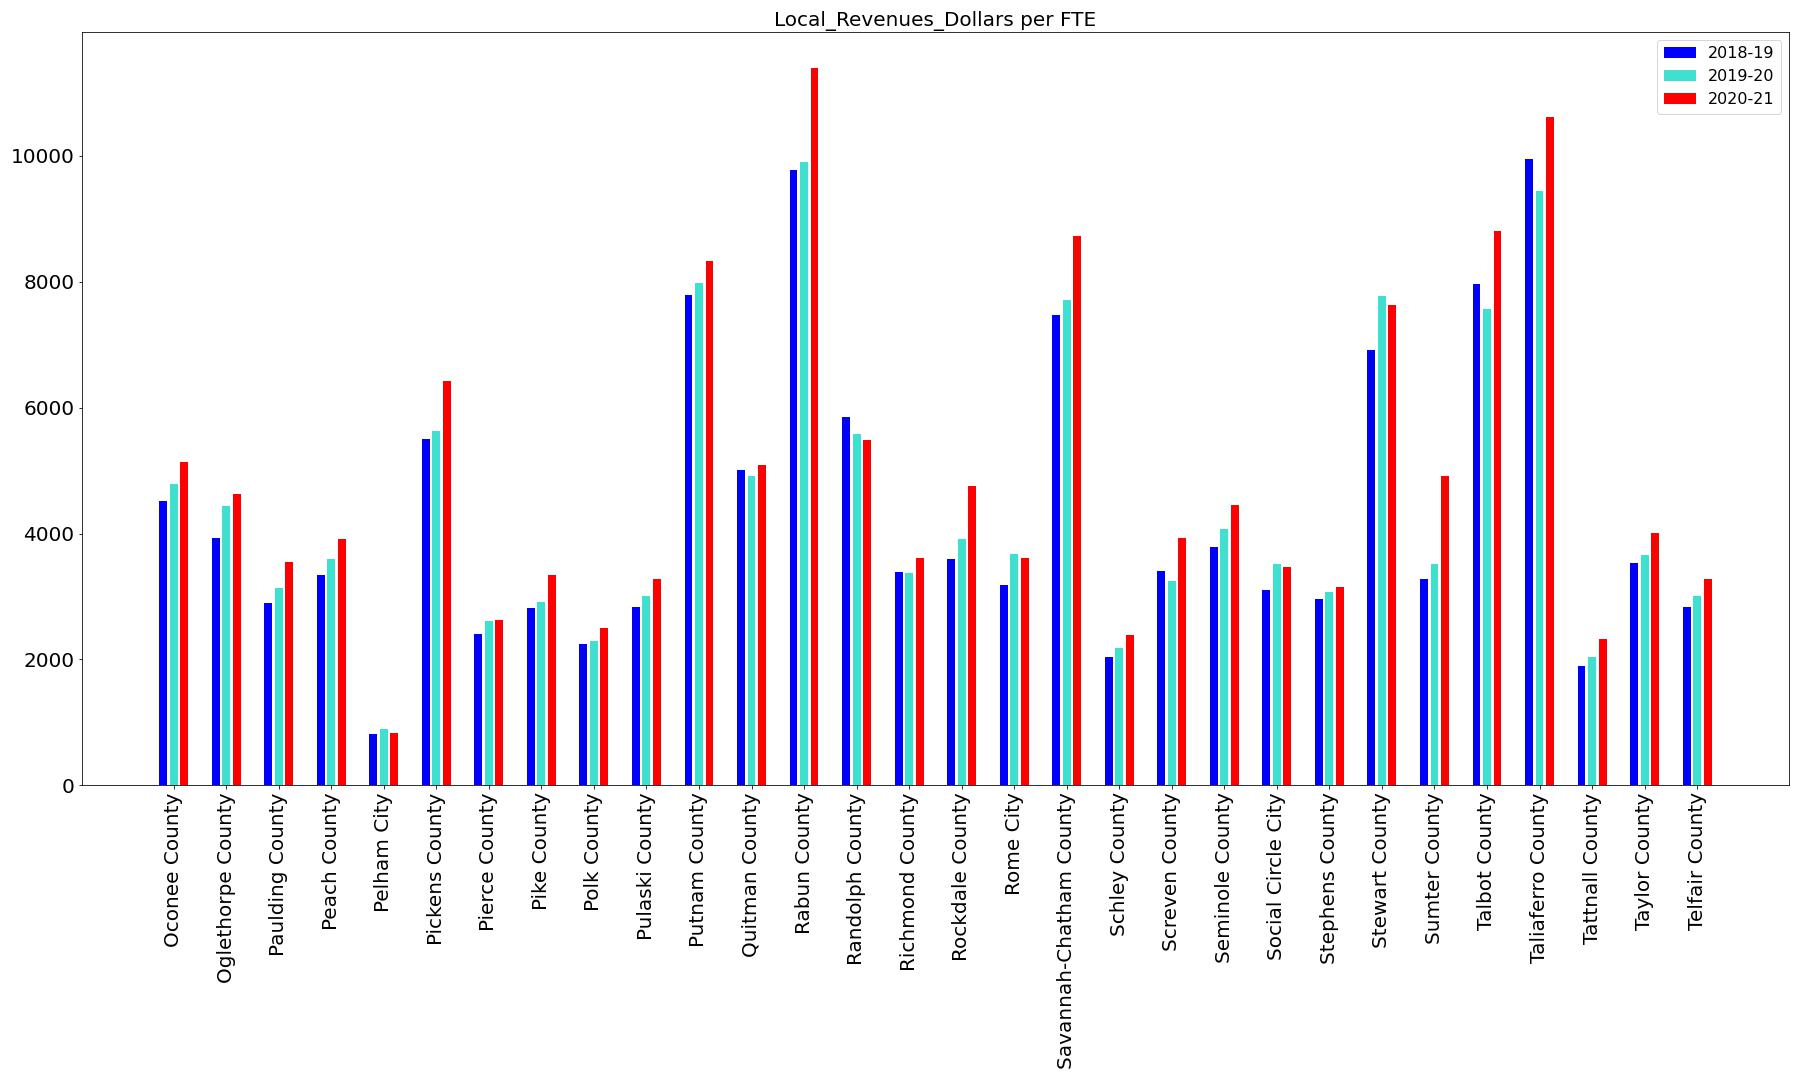 Local_Revenues_Dollars per FTE
2018-19
2019-20
2020-21
10000
8000
6000
4000
2000
0
Oconee County
Oglethorpe County
Paulding County
Peach County
Pelham City
Pickens County
Pierce County
Pike County
Polk County
Pulaski County
Putnam County
Quitman County
Rabun County
Randolph County
Richmond County
Rockdale County
Rome City
Savannah-Chatham County
Schley County
Screven County
Seminole County
Social Circle City
Stephens County
Stewart County
Sumter County
Talbot County
Taliaferro County
Tattnall County
Taylor County
Telfair County